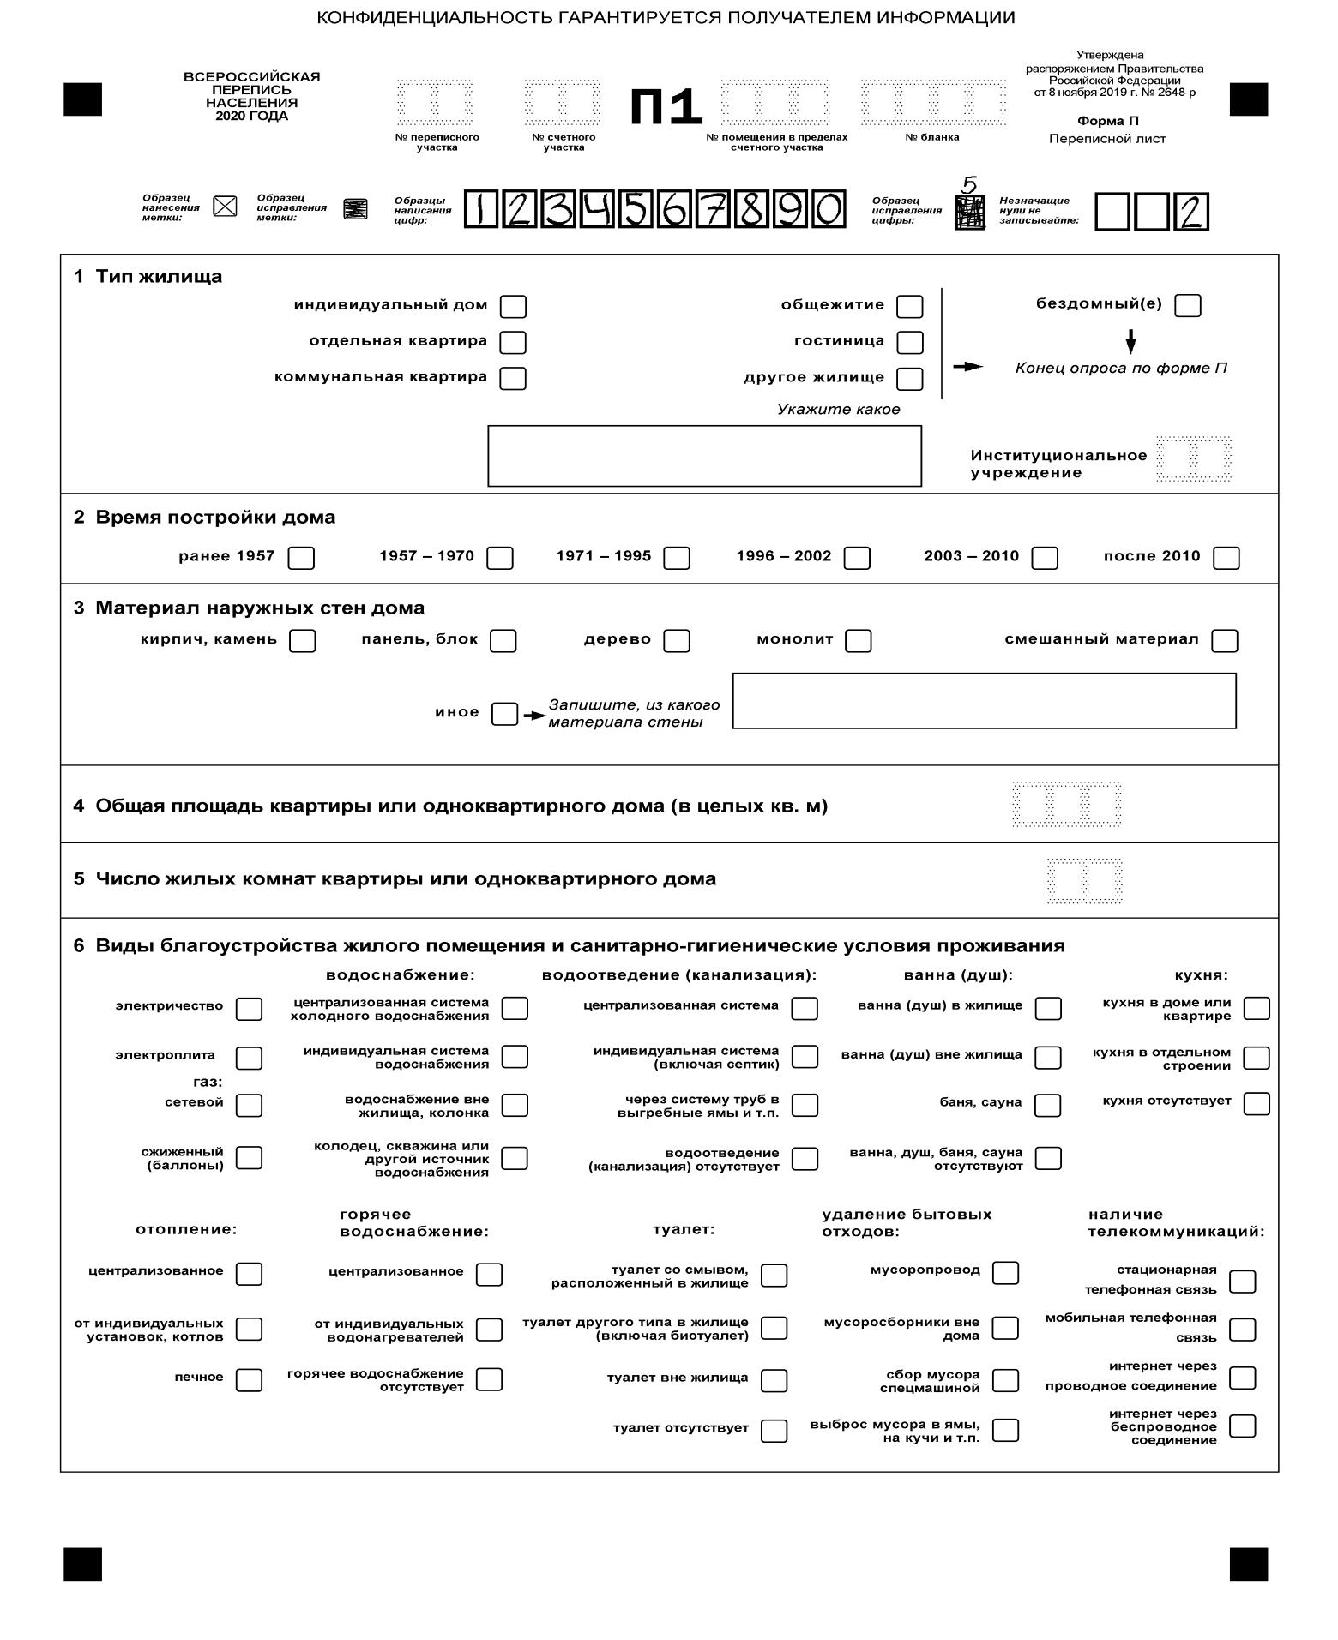 КОНФИДЕНЦИАЛЬНОСТЬ ГАРАНТИРУЕТСЯ ПОЛУЧАТЕЛЕМ ИНФОРМАЦИИ
ВСЕРОССИЙСКАЯ
ПЕРЕПИСЬ
НАСЕЛЕНИЯ
2020 ГОДА
№ переписного
участка
№ счетного
участка
П1
№ помещения в пределах
счетного участка
№ бланка
Утверждена
распоряжением Правительства
Российской Федерации
от 8 ноября 2019 г. № 2648-р
Форма П
Переписной лист
Образец
нанесения
метки:
Образец
исправления
метки:
Образцы
написания
цифр:
1 2 3 4 5 6 7 8 9 0
Образец
исправления
цифры:
5
Незначащие
нули не
записывайте:
2
1 Тип жилища
индивидуальный дом
отдельная квартира
коммунальная квартира
общежитие
гостиница
другое жилище
Укажите какое
бездомный(е)
Конец опроса по форме П
Институциональное
учреждение
2 Время постройки дома
ранее 1957 1957 – 1970 1971 – 1995 1996 – 2002 2003 – 2010 после 2010
3 Материал наружных стен дома
кирпич, камень панель, блок дерево монолит смешанный материал
иное
Запишите, из какого
материала стены
4 Общая площадь квартиры или одноквартирного дома (в целых кв. м)
5 Число жилых комнат квартиры или одноквартирного дома
6 Виды благоустройства жилого помещения и санитарно-гигиенические условия проживания
электричество
электроплита
газ:
сетевой
сжиженный
(баллоны)
водоснабжение:
централизованная система
холодного водоснабжения
индивидуальная система
водоснабжения
водоснабжение вне
жилища, колонка
колодец, скважина или
другой источник
водоснабжения
водоотведение (канализация):
централизованная система
индивидуальная система
(включая септик)
через систему труб в
выгребные ямы и т.п.
водоотведение
(канализация) отсутствует
ванна (душ):
ванна (душ) в жилище
ванна (душ) вне жилища
баня, сауна
ванна, душ, баня, сауна
отсутствуют
кухня:
кухня в доме или
квартире
кухня в отдельном
строении
кухня отсутствует
отопление:
централизованное
от индивидуальных
установок, котлов
печное
горячее
водоснабжение:
централизованное
от индивидуальных
водонагревателей
горячее водоснабжение
отсутствует
туалет:
туалет со смывом,
расположенный в жилище
туалет другого типа в жилище
(включая биотуалет)
туалет вне жилища
туалет отсутствует
удаление бытовых
отходов:
мусоропровод
мусоросборники вне
дома
сбор мусора
спецмашиной
выброс мусора в ямы,
на кучи и т.п.
наличие
телекоммуникаций:
стационарная
телефонная связь
мобильная телефонная
связь
интернет через
проводное соединение
интернет через
беспроводное
соединение